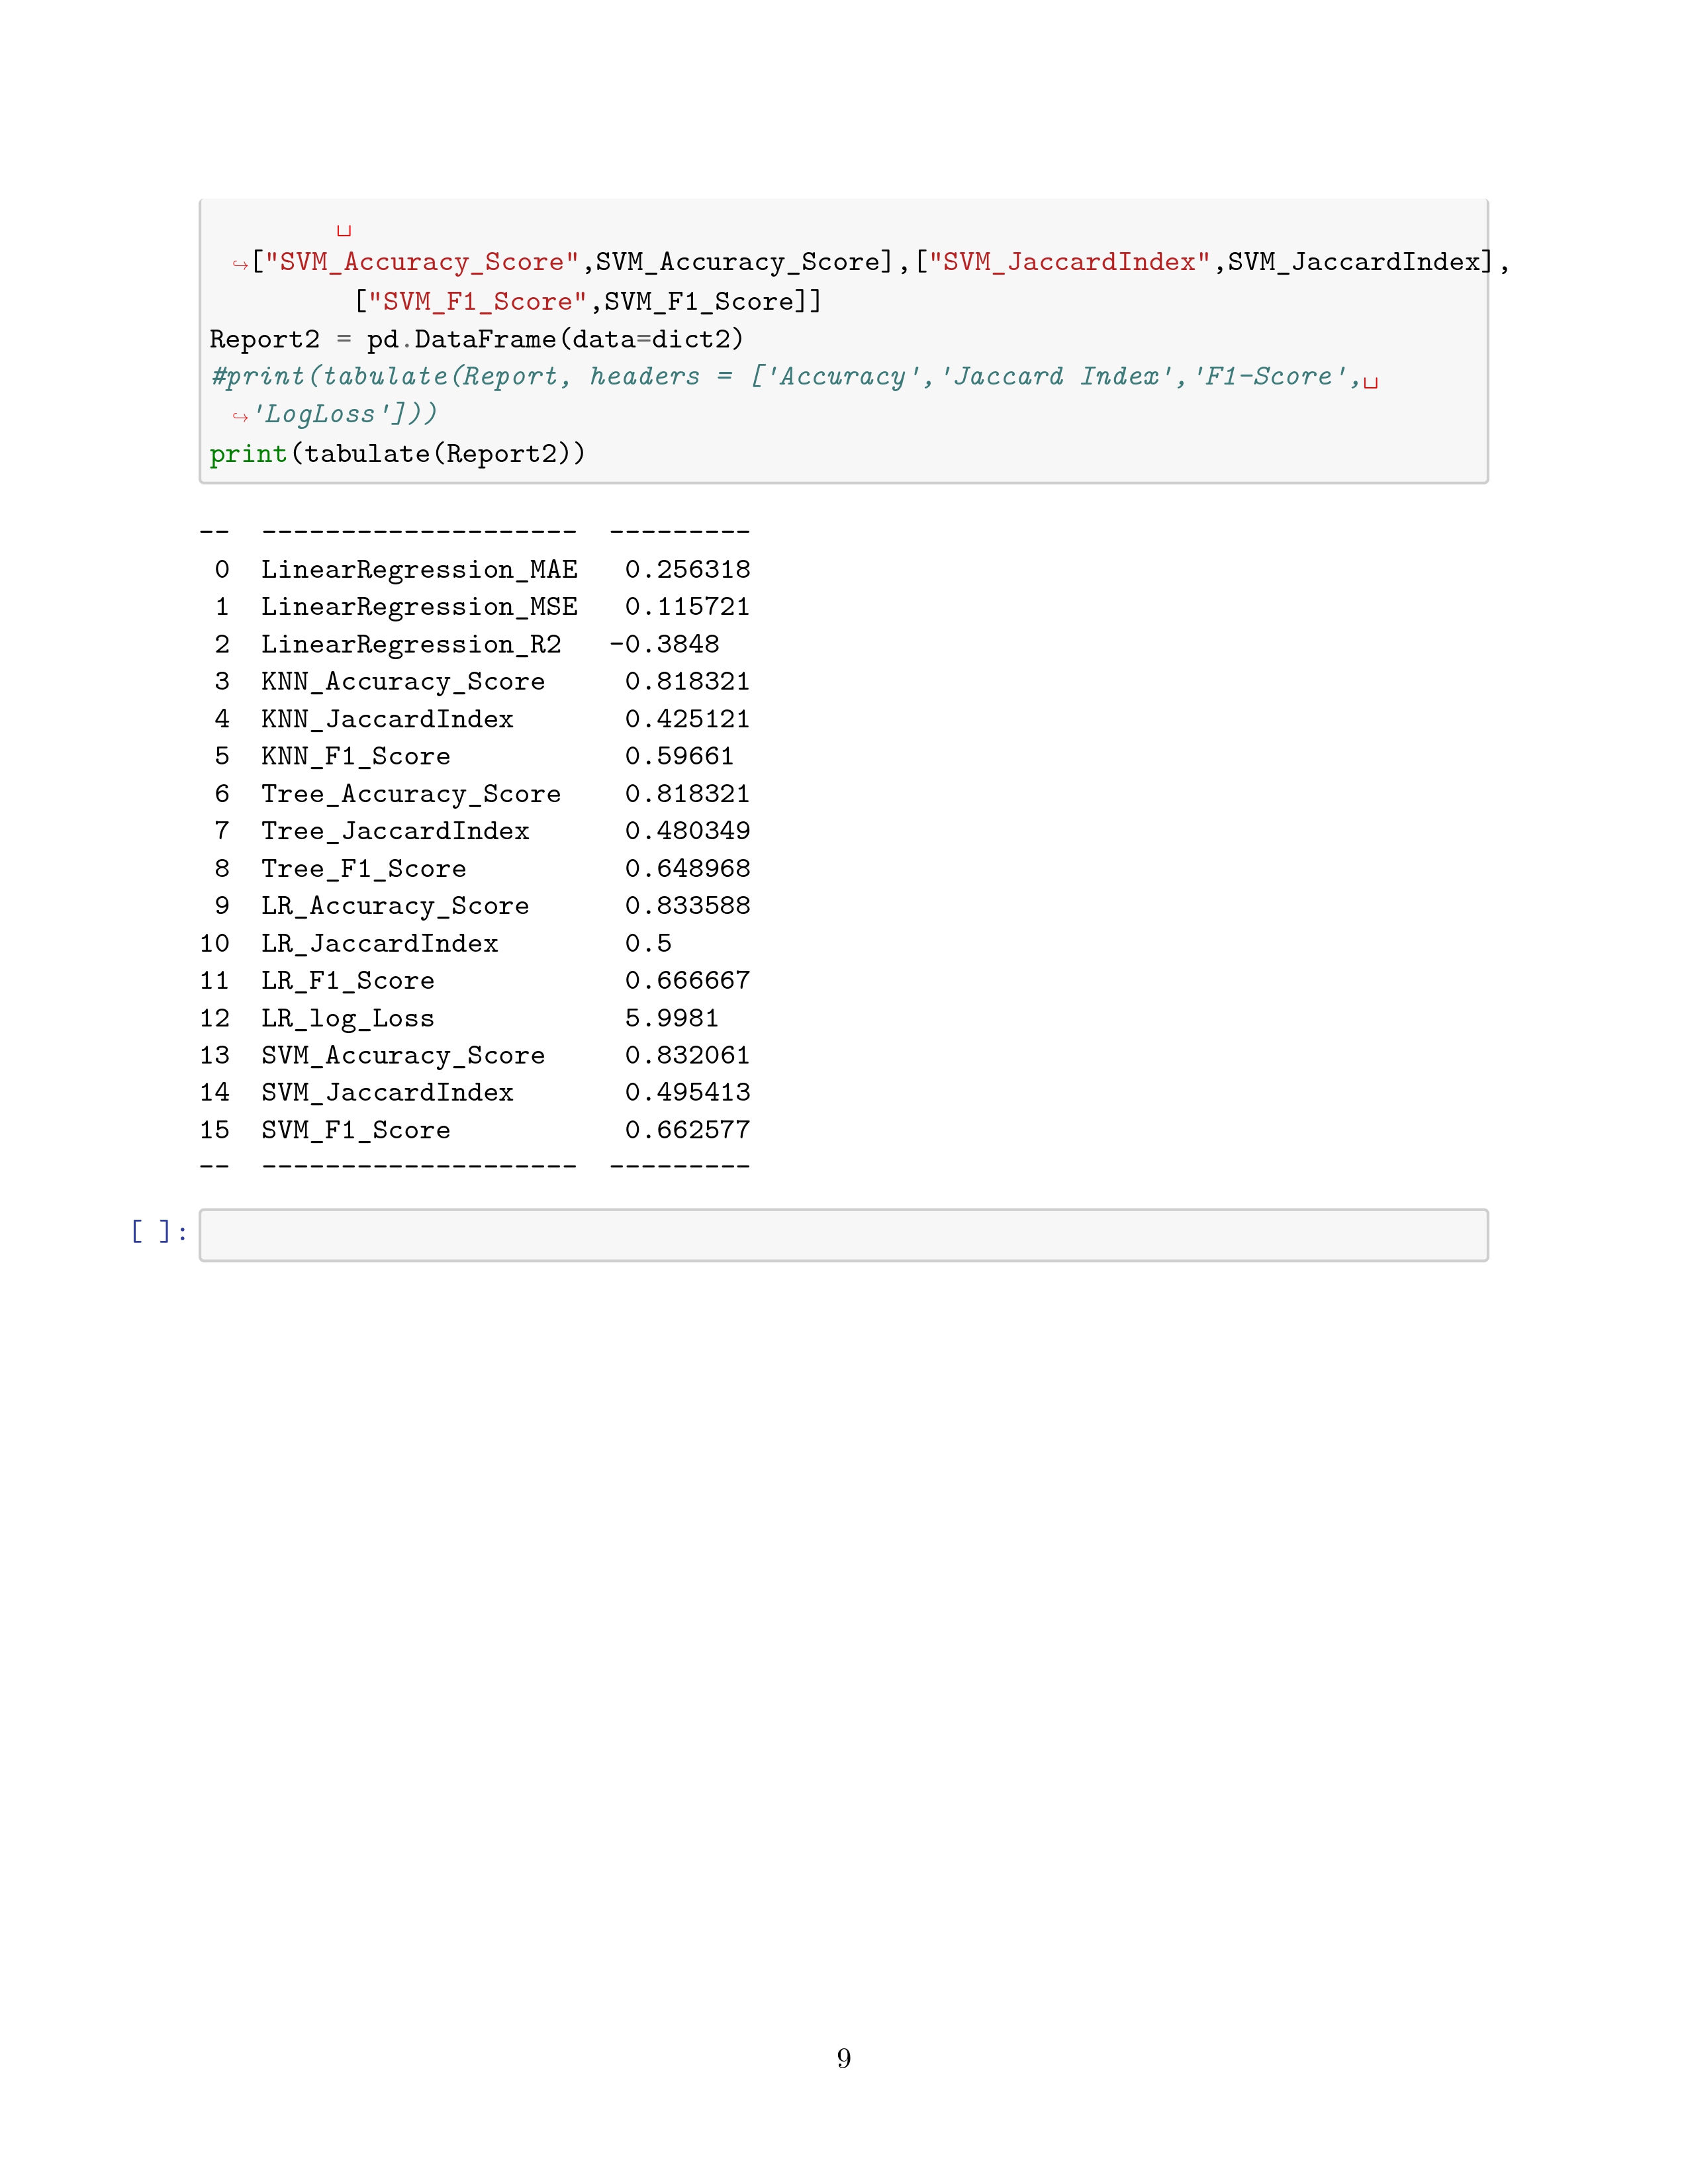 ␣
↪["SVM_Accuracy_Score",SVM_Accuracy_Score],["SVM_JaccardIndex",SVM_JaccardIndex],
["SVM_F1_Score",SVM_F1_Score]]
Report2 = pd.DataFrame(data=dict2)
#print(tabulate(Report, headers = ['Accuracy','Jaccard Index','F1-Score',␣
↪'LogLoss']))
print(tabulate(Report2))
--  --------------------  ---------
 0  LinearRegression_MAE   0.256318
 1  LinearRegression_MSE   0.115721
 2  LinearRegression_R2   -0.3848
 3  KNN_Accuracy_Score     0.818321
 4  KNN_JaccardIndex       0.425121
 5  KNN_F1_Score           0.59661
 6  Tree_Accuracy_Score    0.818321
 7  Tree_JaccardIndex      0.480349
 8  Tree_F1_Score          0.648968
 9  LR_Accuracy_Score      0.833588
10  LR_JaccardIndex        0.5
11  LR_F1_Score            0.666667
12  LR_log_Loss            5.9981
13  SVM_Accuracy_Score     0.832061
14  SVM_JaccardIndex       0.495413
15  SVM_F1_Score           0.662577
--  --------------------  ---------
[ ]:
9